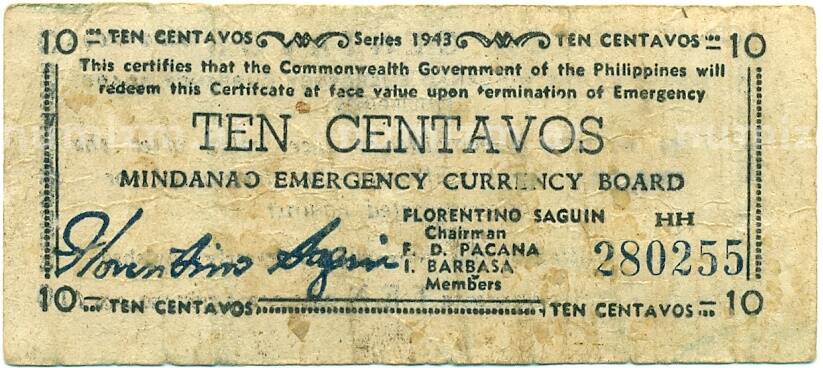 10 TEN CENTAVOS Series 1943 TEN CENTAVOS 10
This certifies that the Commonwealth Government of the Philippines will
redeem this Certifcate at face value upon termination of Emergency
TEN CENTAVOS
MINDANAO EMERGENCY CURRENCY BOARD
FLORENTINO SAGUIN HH
Chairman
F. D. PACANA
I. BARBASA
Members
Florentino Saguin
280255
10 TEN CENTAVOS TEN CENTAVOS 10